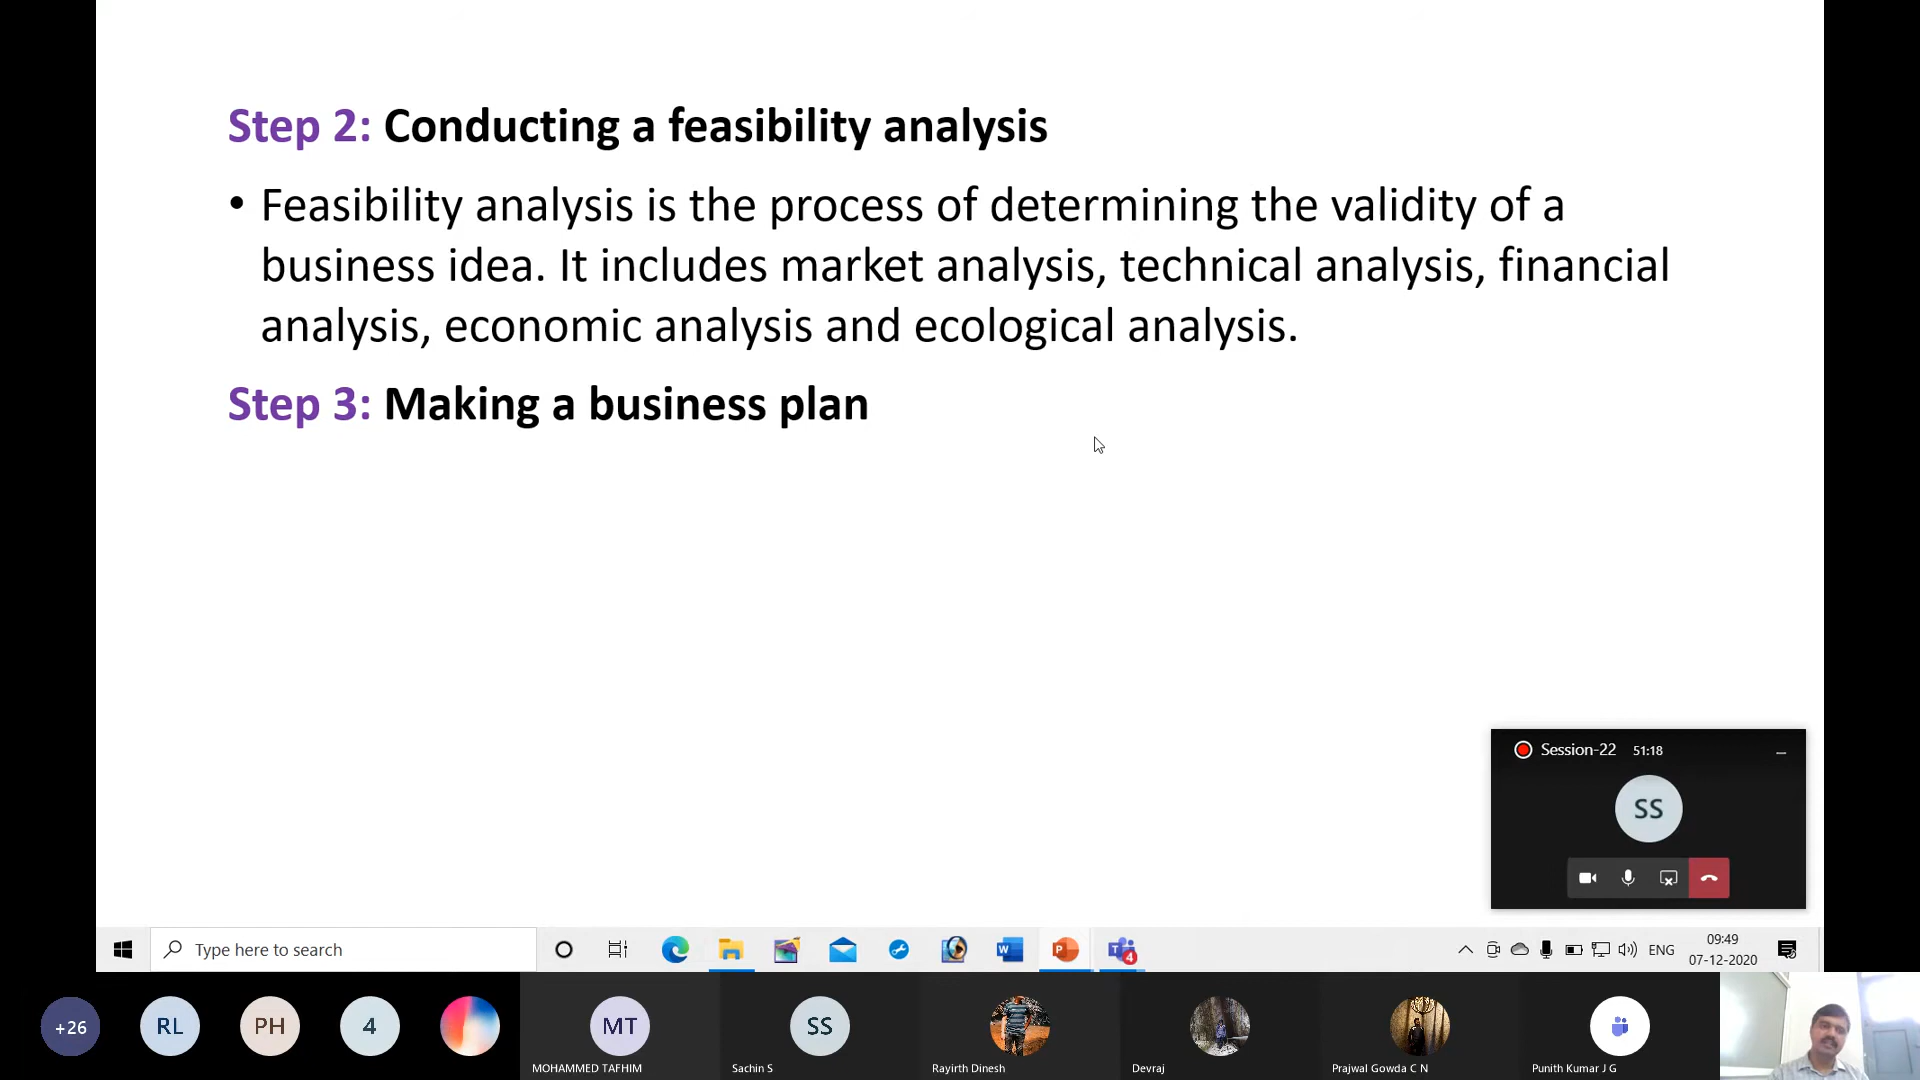 Step 2: Conducting a feasibility analysis
• Feasibility analysis is the process of determining the validity of a
business idea. It includes market analysis, technical analysis, financial
analysis, economic analysis and ecological analysis.
Step 3: Making a business plan
Session-22 51:18
SS
Type here to search
W
P
T
4
ENG
09:49
07-12-2020
+26
RL
PH
4
MT
SS
MOHAMMED TAFHIM
Sachin S
Rayirth Dinesh
Devraj
Prajwal Gowda C N
Punith Kumar J G